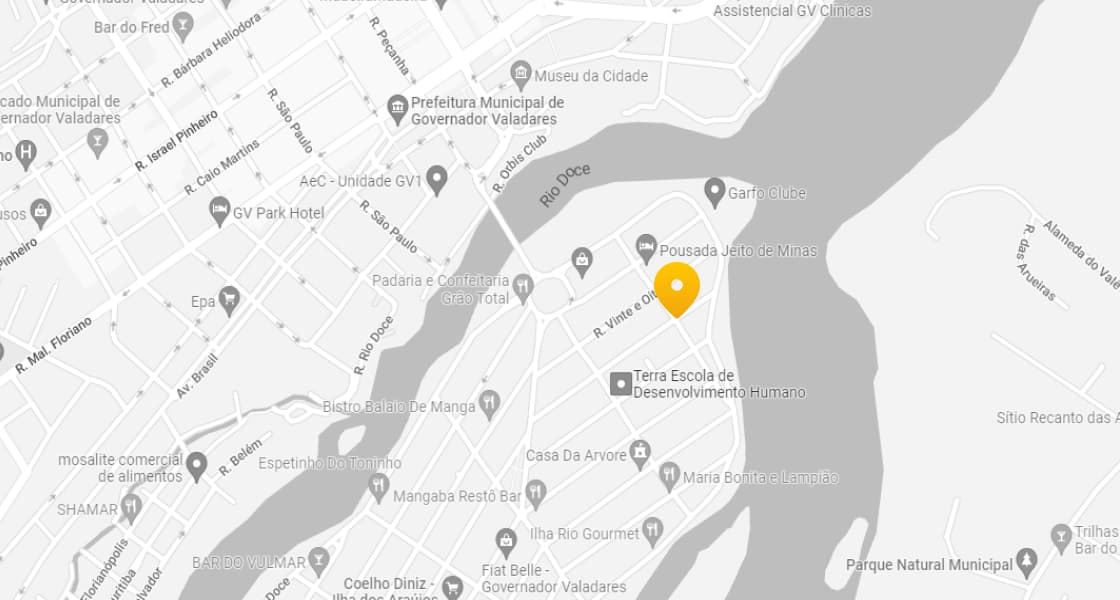 Governador Valadares
Assistencial GV Clínicas
Bar do Fred
R. Bárbara Heliodora
R. Peçanha
Museu da Cidade
cado Municipal de
ernador Valadares
R. São Paulo
Prefeitura Municipal de
Governador Valadares
R. Israel Pinheiro
R. Caio Martins
R. Orbis Club
Rio Doce
AeC - Unidade GV1
Garfo Clube
usos
GV Park Hotel
R. São Paulo
Pinheiro
Pousada Jeito de Minas
R. das Arueiras
Alameda do Valé
Padaria e Confeitaria
Grão Total
Epa
R. Vinte e Oit
R. Mal. Floriano
R. Rio Doce
Av. Brasil
Terra Escola de
Desenvolvimento Humano
Bistro Balaio De Manga
Sítio Recanto das A
R. Belém
mosalite comercial
de alimentos
Espetinho Do Toninho
Casa Da Arvore
Maria Bonita e Lampião
Mangaba Restô Bar
SHAMAR
Ilha Rio Gourmet
Trilhas
Bar do
BAR DO VULMAR
Fiat Belle -
Governador Valadares
Parque Natural Municipal
Florianópolis
uritiba
lvador
Doce
Coelho Diniz -
Ilha dos Araújos